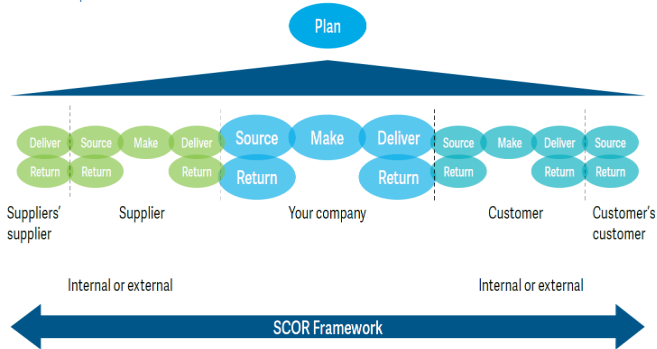 Plan
Deliver Source Make Deliver Source Make Deliver Source Make Deliver Source
Return Return Return Return Return Return Return Return
Suppliers' supplier Supplier Your company Customer Customer's customer
Internal or external Internal or external
SCOR Framework